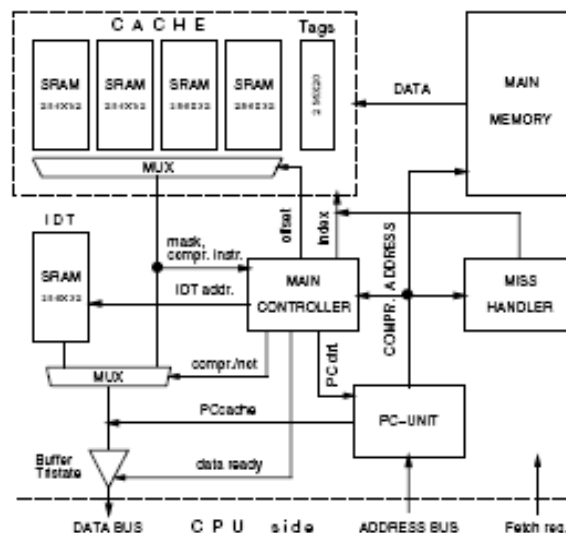 CACHE
Tags
SRAM
SRAM
SRAM
SRAM
256X32
256X32
MUX
DATA
MAIN
MEMORY
IDT
SRAM
mask,
compr. instr.
IDT addr.
offset
index
MAIN
CONTROLLER
COMPR. ADDRESS
MISS
HANDLER
compr./not
PC ctrl.
MUX
PCcache
PC-UNIT
Buffer
Tristate
data ready
DATA BUS
CPU side
ADDRESS BUS
Fetch req.